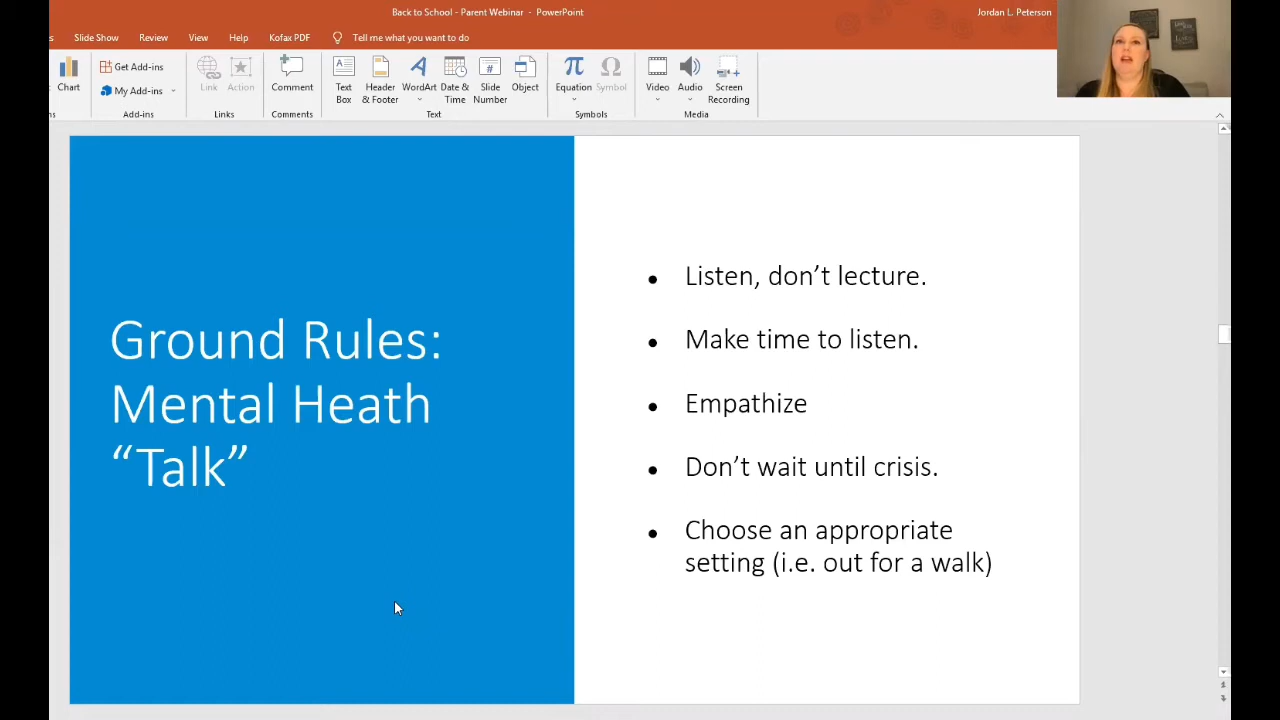 Back to School - Parent Webinar - PowerPoint
Jordan L. Peterson
Slide Show
Review
View
Help
Kofax PDF
Tell me what you want to do
Chart
Get Add-ins
My Add-ins
Add-ins
Link
Action
Links
Comment
Comments
Text
Box
Header
& Footer
WordArt
Date &
Time
Slide
Number
Object
Text
Equation
Symbol
Symbols
Video
Audio
Screen
Recording
Media
Ground Rules:
Mental Heath
“Talk”
Listen, don’t lecture.
Make time to listen.
Empathize
Don’t wait until crisis.
Choose an appropriate
setting (i.e. out for a walk)